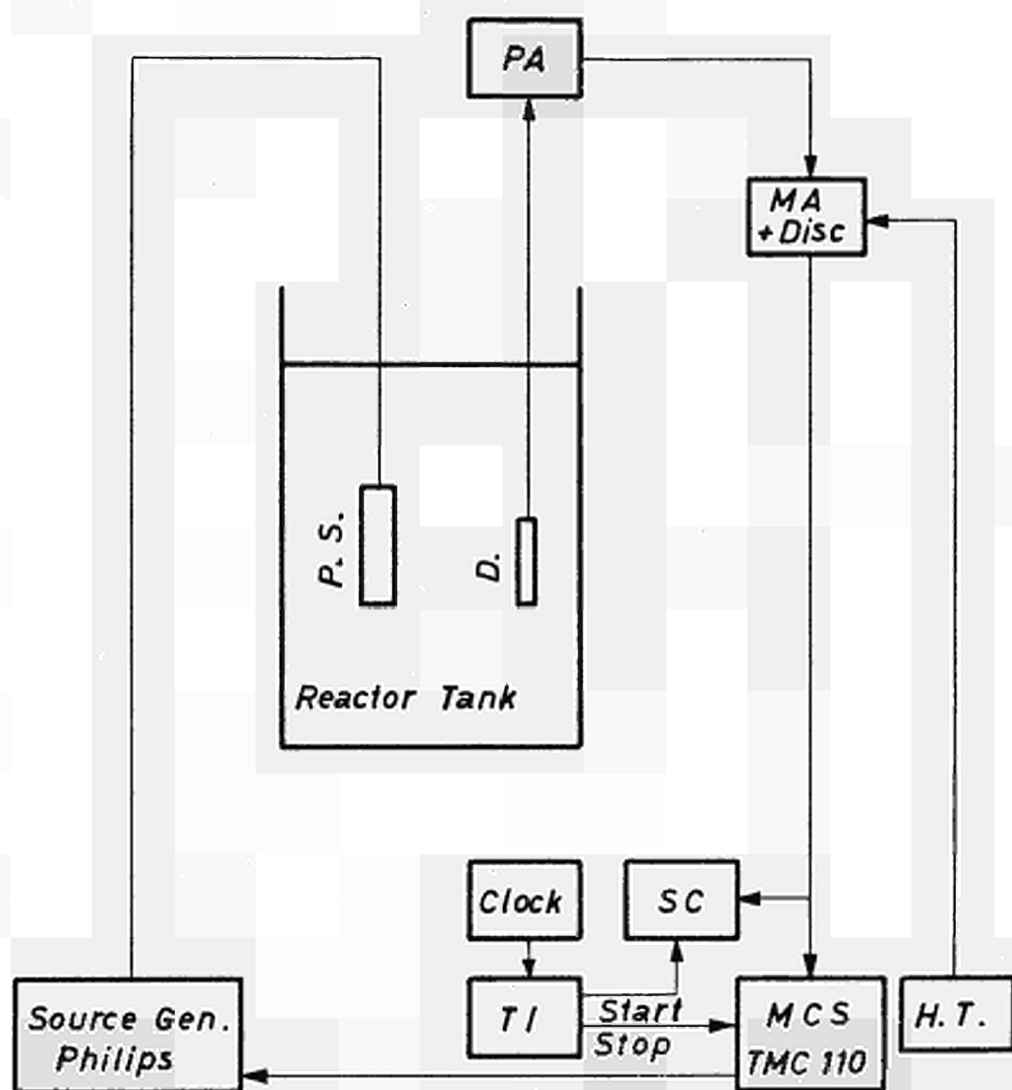 PA
MA
+ Disc
P. S.
D.
Reactor Tank
Clock
SC
Source Gen.
Philips
TI
Start
Stop
MCS
TMC 110
H. T.